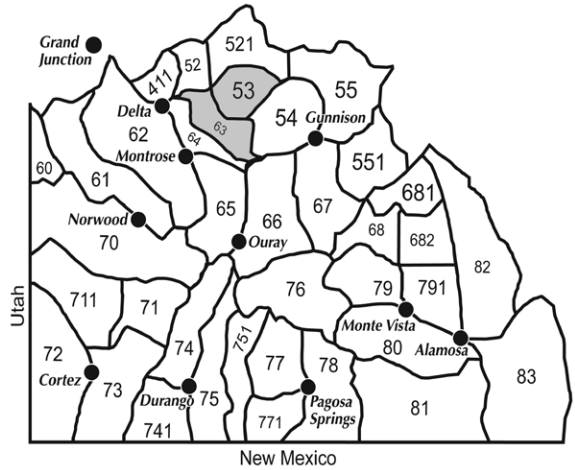 Grand
Junction
521
52
411
53
55
Delta
54
Gunnison
63
62
64
Montrose
551
60
61
681
65
66
67
Norwood
68
682
70
Ouray
82
76
79
791
711
71
Monte Vista
751
Utah
74
80
Alamosa
72
77
78
83
Cortez
73
Durango
75
Pagosa
Springs
81
741
771
New Mexico